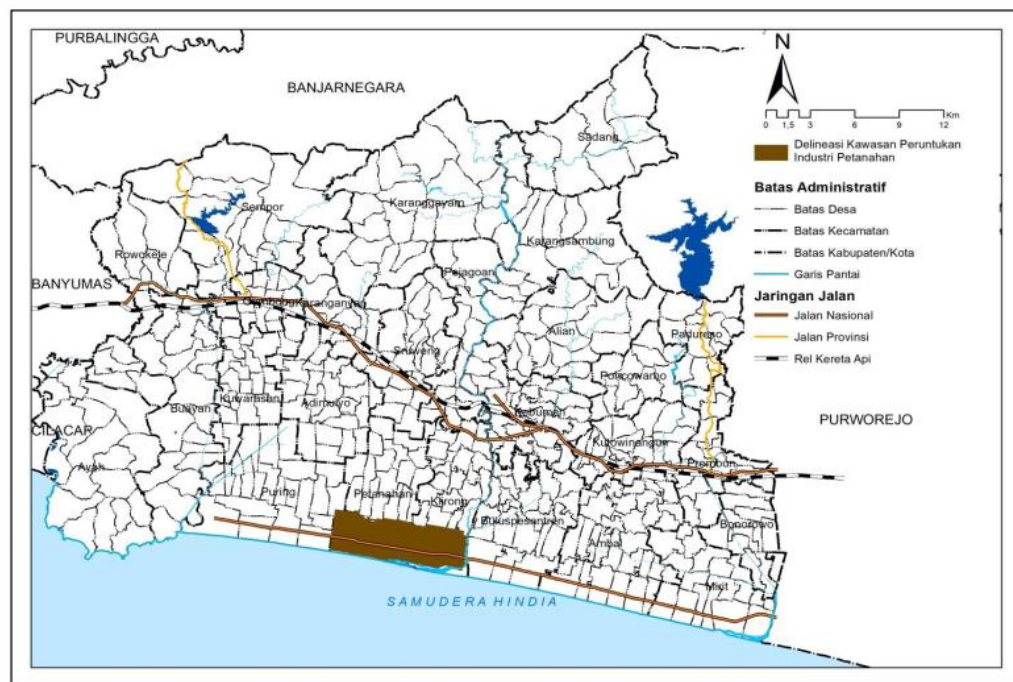 PURBALINGGA
BANJARNEGARA
N
0 1,5 3 6 9 12 Km
Sadang
Delineasi Kawasan Peruntukan
Industri Petanahan
Batas Administratif
Batas Desa
Batas Kecamatan
Batas Kabupaten/Kota
Garis Pantai
Jaringan Jalan
Jalan Nasional
Jalan Provinsi
Rel Kereta Api
Karanggayam
Sempor
Karangsambung
Rowokele
Pejagoan
BANYUMAS
Gombong
Karanganyar
Alian
Padureso
Sruweng
Poncowarno
Kuwarasan
Adimulyo
Buayan
Kebumen
PURWOREJO
CILACAP
Kutowinangun
Prembun
Ayah
Puring
Petanahan
Klirong
Buluspesantren
Bonorowo
Ambal
Mirit
SAMUDERA HINDIA